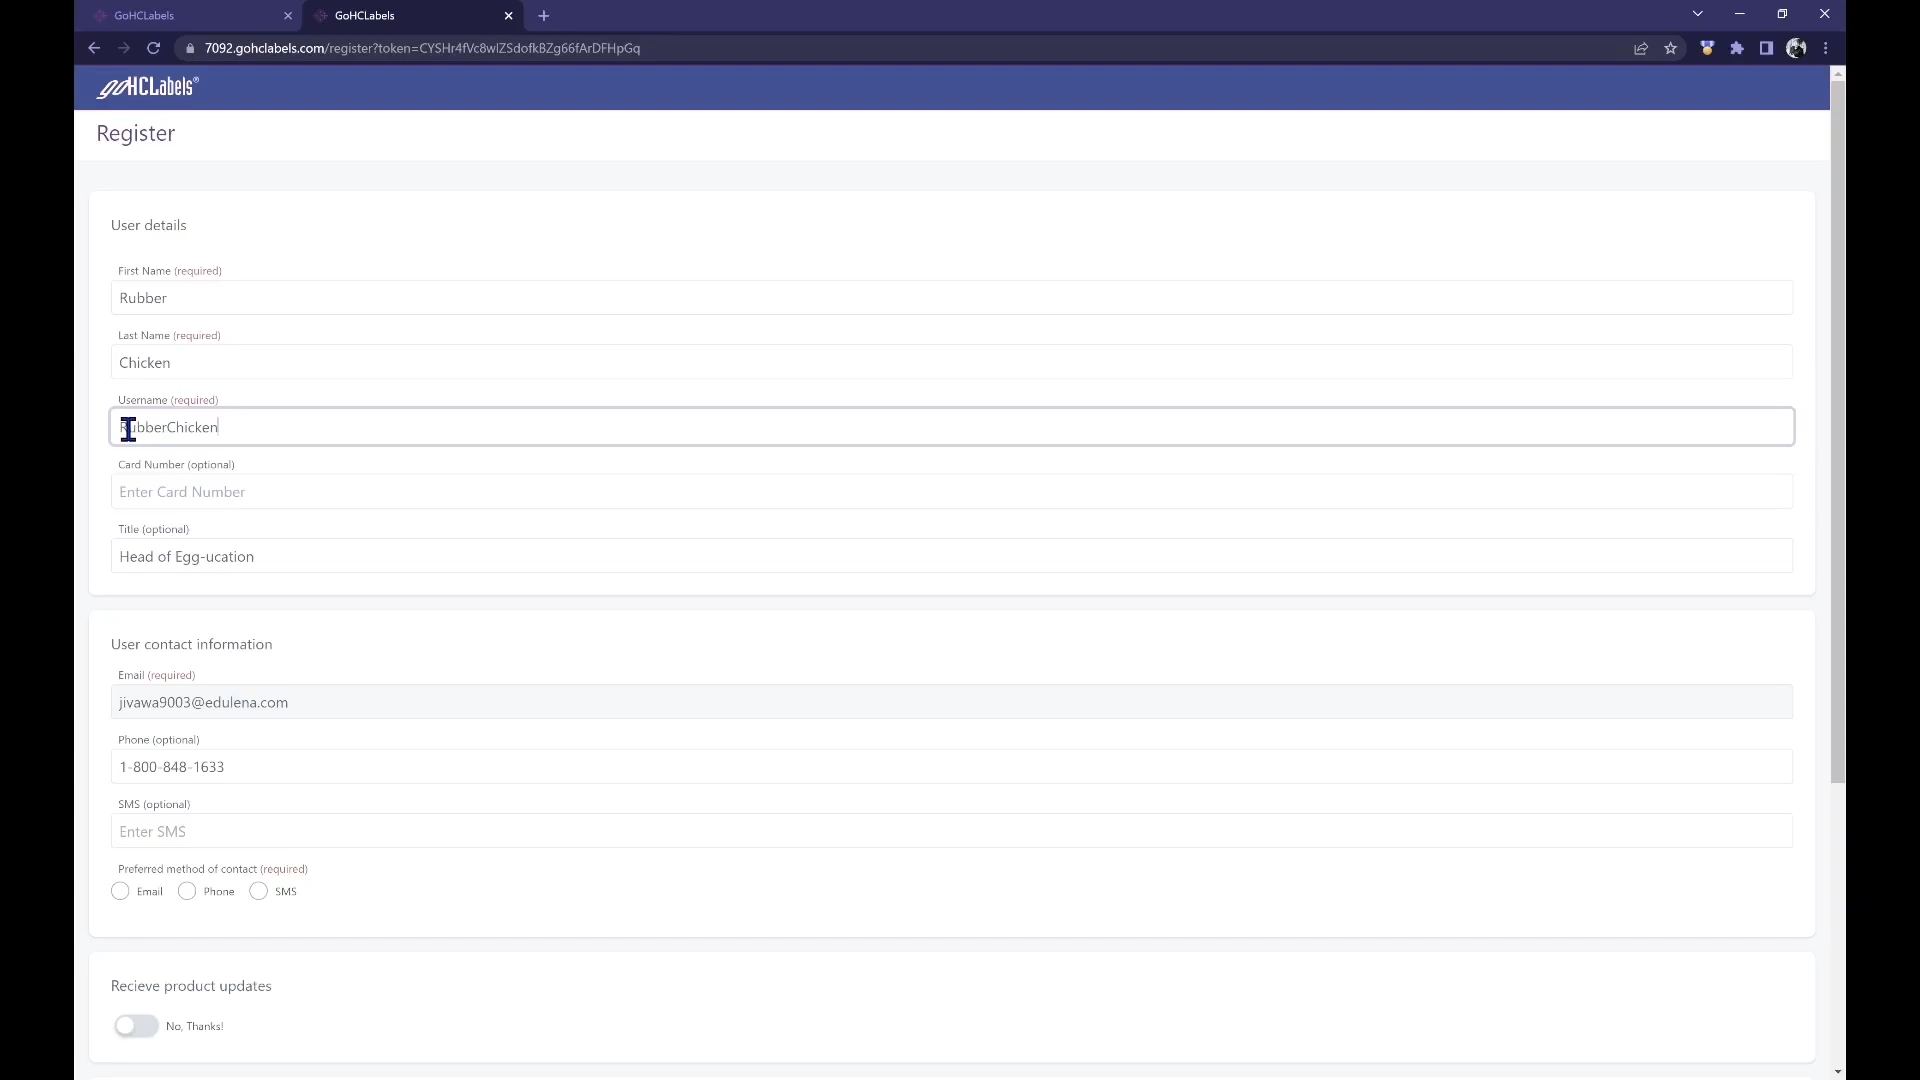 GoHCLabels
GoHCLabels
7092.gohclabels.com/register?token=CYSHr4fVc8wlZSdofkBZg66fArDFHpGq
goHCLabels®
Register
User details
First Name (required)
Rubber
Last Name (required)
Chicken
Username (required)
RubberChicken
Card Number (optional)
Enter Card Number
Title (optional)
Head of Egg-ucation
User contact information
Email (required)
jivawa9003@edulena.com
Phone (optional)
1-800-848-1633
SMS (optional)
Enter SMS
Preferred method of contact (required)
Email Phone SMS
Recieve product updates
No, Thanks!